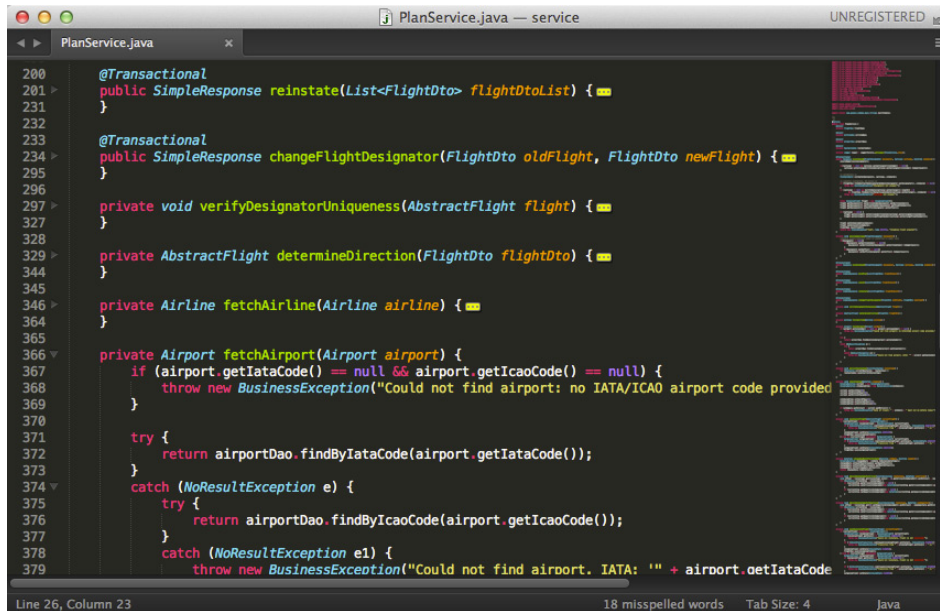 PlanService.java — service
UNREGISTERED
PlanService.java ×
200 @Transactional
201 public SimpleResponse reinstate(List<FlightDto> flightDtoList) {
231 }
232
233 @Transactional
234 public SimpleResponse changeFlightDesignator(FlightDto oldFlight, FlightDto newFlight) {
295 }
296
297 private void verifyDesignatorUniqueness(AbstractFlight flight) {
327 }
328
329 private AbstractFlight determineDirection(FlightDto flightDto) {
344 }
345
346 private Airline fetchAirline(Airline airline) {
364 }
365
366 private Airport fetchAirport(Airport airport) {
367 if (airport.getIataCode() == null && airport.getIcaoCode() == null) {
368 throw new BusinessException("Could not find airport: no IATA/ICAO airport code provided
369 }
370
371 try {
372 return airportDao.findByIataCode(airport.getIataCode());
373 }
374 catch (NoResultException e) {
375 try {
376 return airportDao.findByIcaoCode(airport.getIcaoCode());
377 }
378 catch (NoResultException e1) {
379 throw new BusinessException("Could not find airport. IATA: '" + airport.getIataCode
Line 26, Column 23
18 misspelled words Tab Size: 4 Java